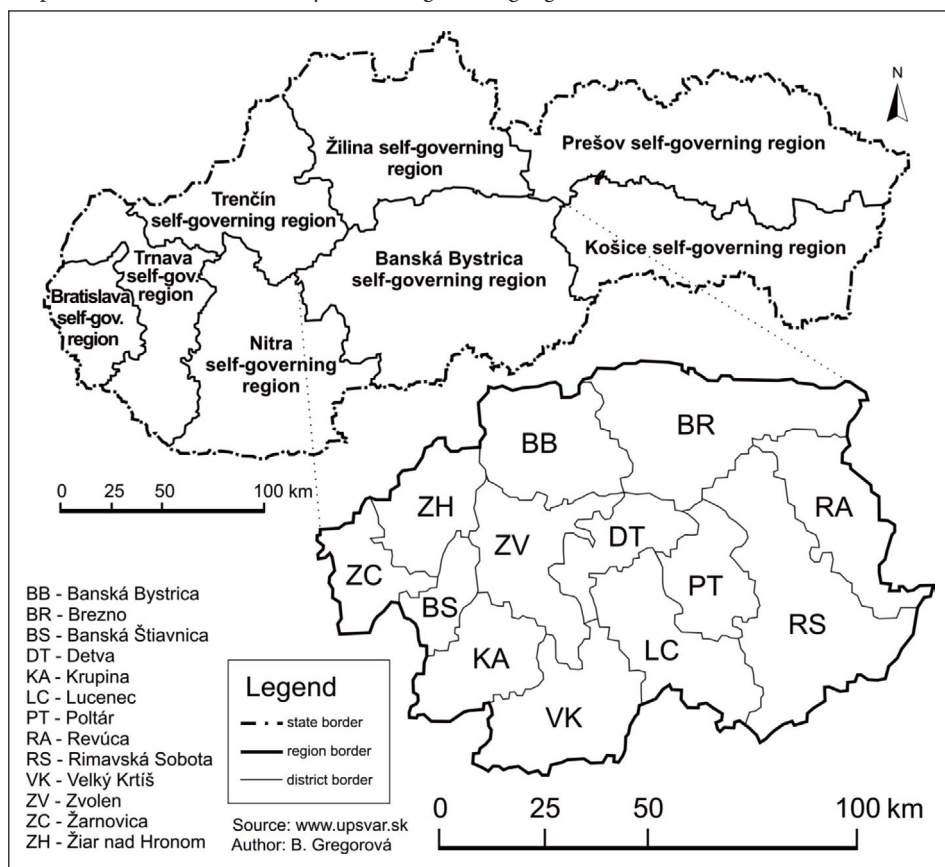 N
Žilina self-governing
region
Prešov self-governing region
Trenčín
self-governing region
Košice self-governing region
Banská Bystrica
self-governing region
Trnava
self-gov.
region
Bratislava
self-gov.
region
Nitra
self-governing
region
0 25 50 100 km
BB
BR
ZH
ZV
DT
RA
ZC
BS
PT
RS
KA
LC
VK
BB - Banská Bystrica
BR - Brezno
BS - Banská Štiavnica
DT - Detva
KA - Krupina
LC - Lucenec
PT - Poltár
RA - Revúca
RS - Rimavská Sobota
VK - Velký Krtíš
ZV - Zvolen
ZC - Žarnovica
ZH - Žiar nad Hronom
Legend
state border
region border
district border
Source: www.upsvar.sk
Author: B. Gregorová
0 25 50 100 km